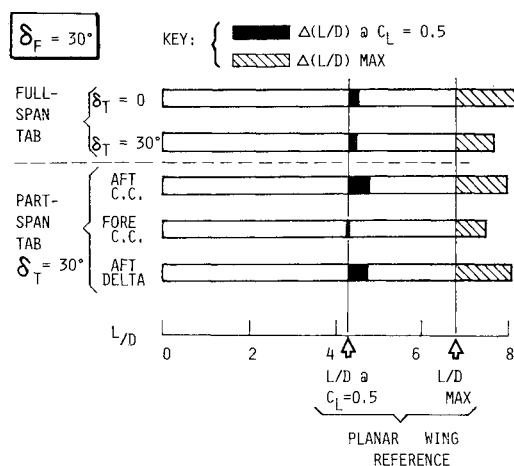 δF = 30°
KEY:
Δ(L/D) @ CL = 0.5
Δ(L/D) MAX
FULL-
SPAN
TAB
δT = 0
δT = 30°
PART-
SPAN
TAB
δT = 30°
AFT
C.C.
FORE
C.C.
AFT
DELTA
L/D
0 2 4 6 8
L/D @
CL=0.5
L/D
MAX
PLANAR WING
REFERENCE